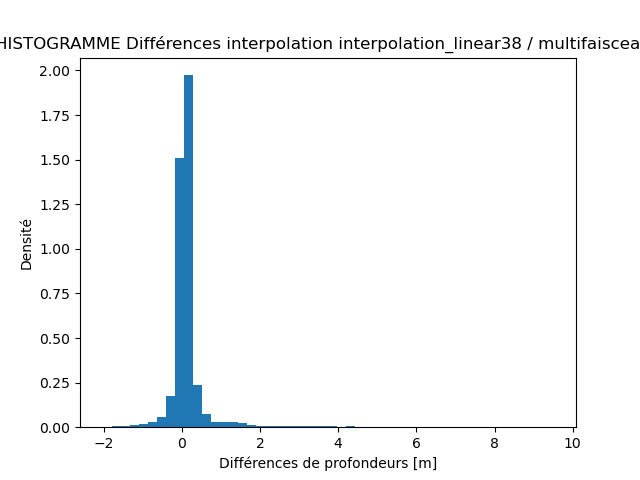 HISTOGRAMME Différences interpolation interpolation_linear38 /
2.00
1.75
1.50
1.25
1.00
0.75
0.50
0.25
0.00
Densité
−2 0 2 4 6 8 10
Différences de profondeurs [m]